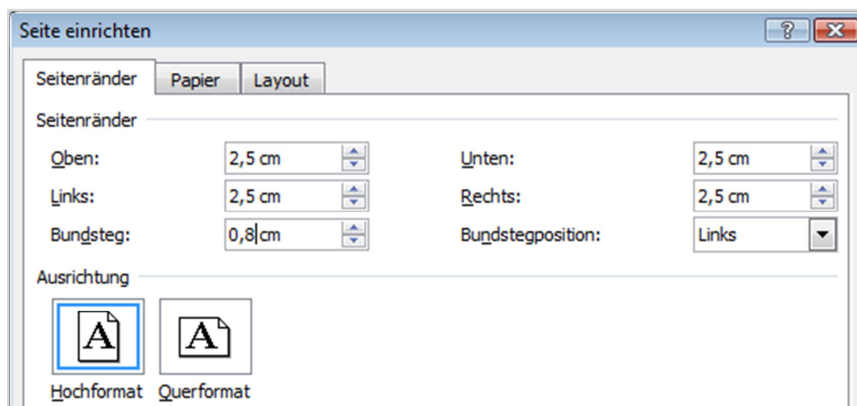 Seite einrichten
Seitenränder Papier Layout
Seitenränder
Oben: 2,5 cm Unten: 2,5 cm
Links: 2,5 cm Rechts: 2,5 cm
Bundsteg: 0,8 cm Bundstegposition: Links
Ausrichtung
A A
Hochformat Querformat